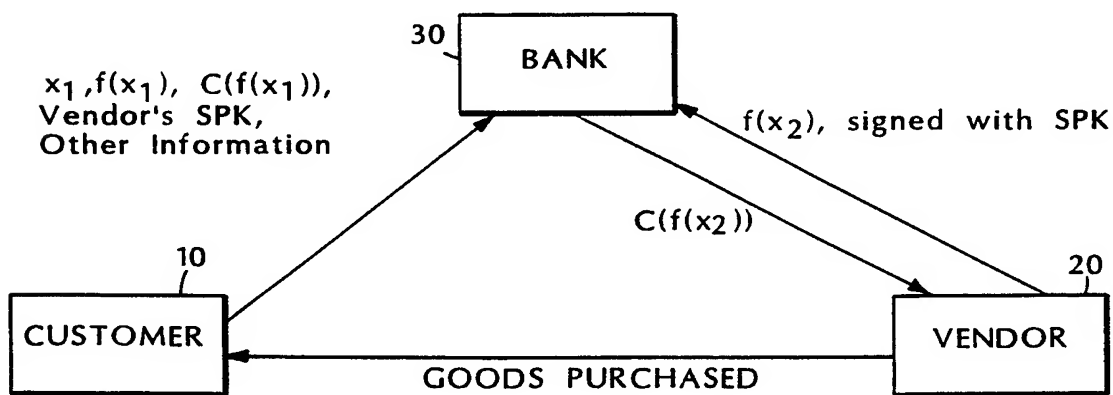 30
BANK
x1,f(x1), C(f(x1)),
Vendor's SPK,
Other Information
f(x2), signed with SPK
C(f(x2))
10
20
CUSTOMER
VENDOR
GOODS PURCHASED